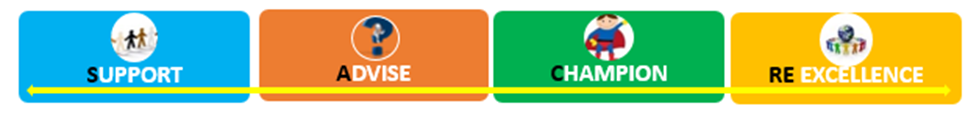 SUPPORT
ADVISE
CHAMPION
RE EXCELLENCE